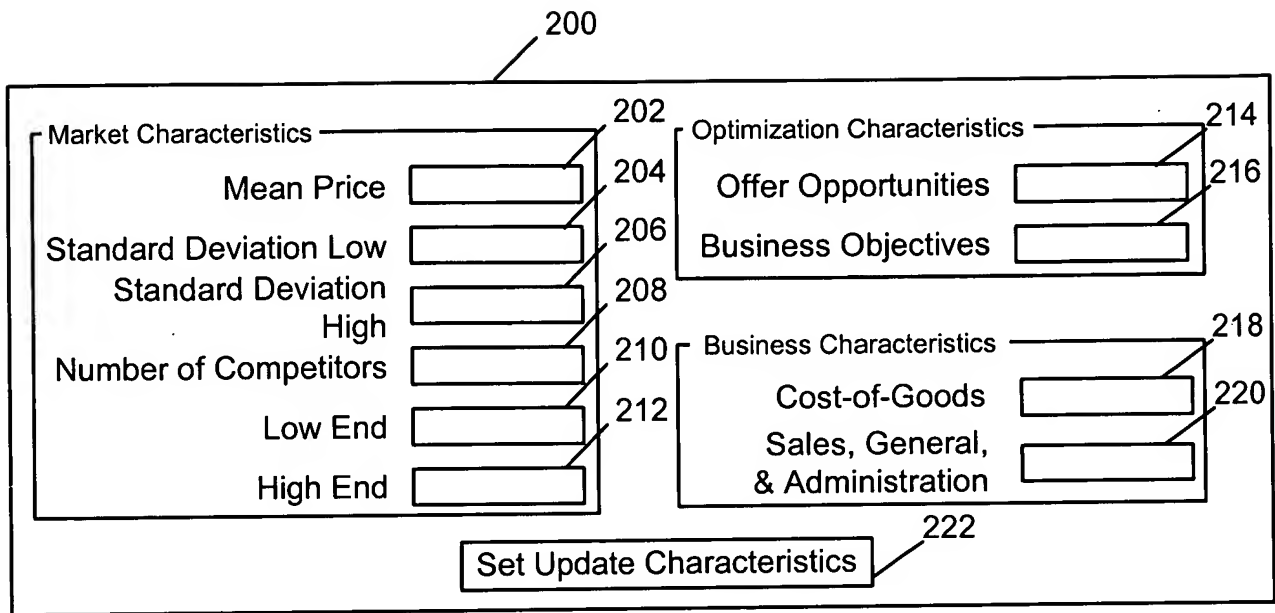 200
Market Characteristics
202
Mean Price
204
Standard Deviation Low
206
Standard Deviation
High
208
Number of Competitors
210
Low End
212
High End
Optimization Characteristics
214
Offer Opportunities
216
Business Objectives
Business Characteristics
218
Cost-of-Goods
220
Sales, General,
& Administration
Set Update Characteristics
222